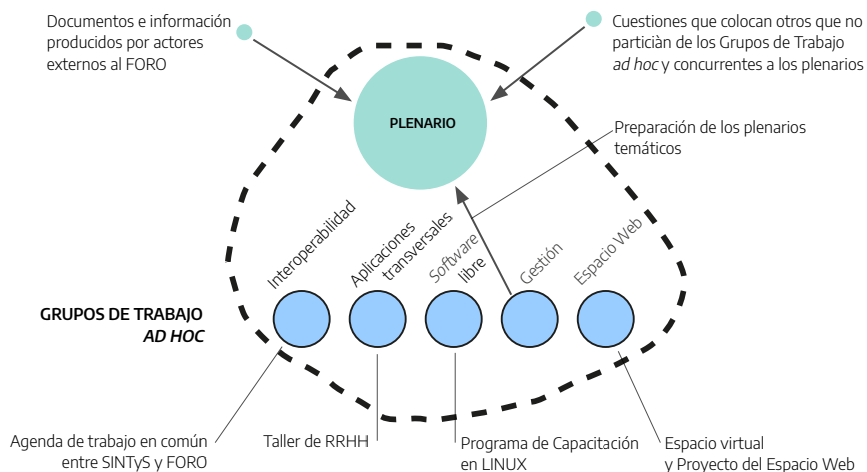 Documentos e información
producidos por actores
externos al FORO
Cuestiones que colocan otros que no
particiàn de los Grupos de Trabajo
ad hoc y concurrentes a los plenarios
PLENARIO
Preparación de los plenarios
temáticos
Interoperabilidad
Aplicaciones
transversales
Software
libre
Gestión
Espacio Web
GRUPOS DE TRABAJO
AD HOC
Agenda de trabajo en común
entre SINTyS y FORO
Taller de RRHH
Programa de Capacitación
en LINUX
Espacio virtual
y Proyecto del Espacio Web